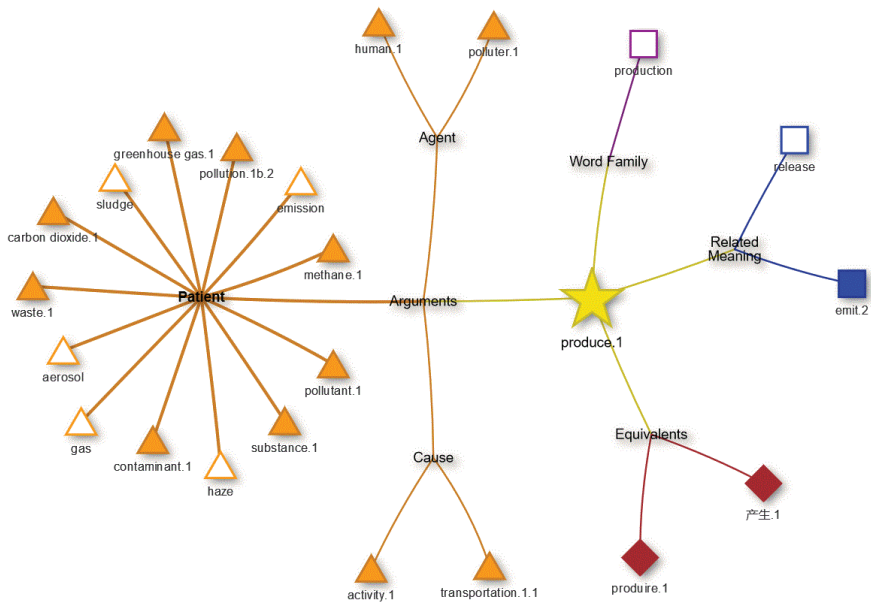 human.1
polluter.1
production
greenhouse gas.1
pollution.1b.2
Agent
Word Family
release
sludge
emission
carbon dioxide.1
methane.1
Related
Meaning
Patient
Arguments
waste.1
emit.2
produce.1
aerosol
pollutant.1
gas
substance.1
Equivalents
contaminant.1
haze
Cause
产生.1
produire.1
activity.1
transportation.1.1